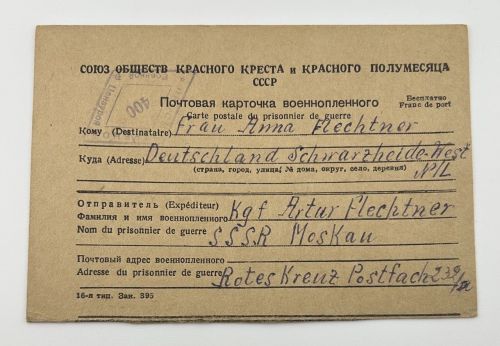 СОЮЗ ОБЩЕСТВ КРАСНОГО КРЕСТА и КРАСНОГО ПОЛУМЕСЯЦА
СССР
400
Почтовая карточка военнопленного
Carte postale du prisonnier de guerre
Бесплатно
Franc de port
Кому (Destinataire) Frau Anna Flechtner
Куда (Adresse) Deutschland Schwarzheide-West
(страна, город, улица, № дома, округ, село, деревня) N/L
Отправитель (Expéditeur)
Фамилия и имя военнопленного Kgf Artur Flechtner
Nom du prisonnier de guerre SSSR Moskau
Почтовый адрес военнопленного
Adresse du prisonnier de guerre Rotes Kreuz Postfach 232/
16-я тип. Зак. 395